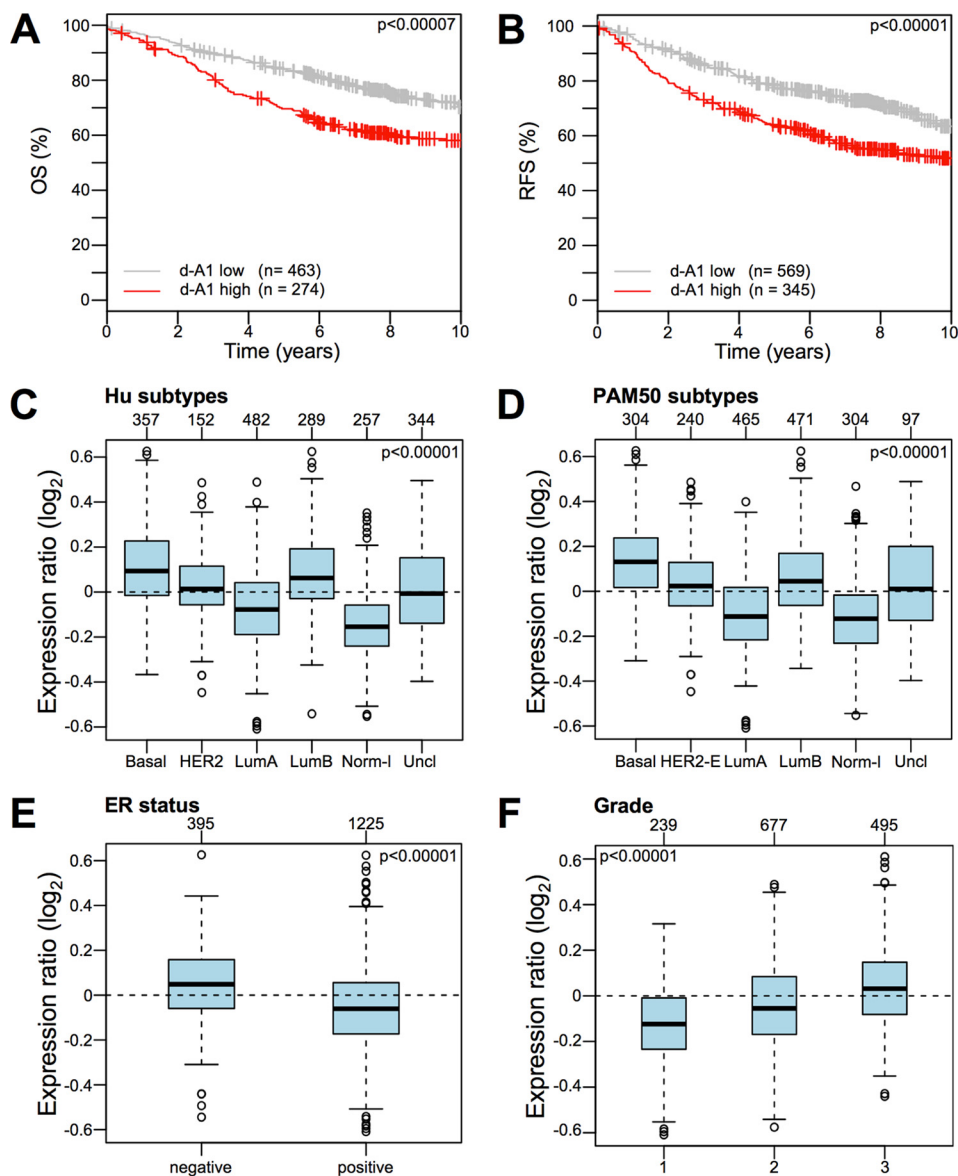 A
p<0.00007
OS (%)
100
80
60
40
20
0
d-A1 low (n= 463)
d-A1 high (n = 274)
0 2 4 6 8 10
Time (years)
B
p<0.00001
RFS (%)
100
80
60
40
20
0
d-A1 low (n= 569)
d-A1 high (n = 345)
0 2 4 6 8 10
Time (years)
C
Hu subtypes
357 152 482 289 257 344
p<0.00001
Expression ratio (log2)
0.6
0.4
0.2
0
-0.2
-0.4
-0.6
Basal HER2 LumA LumB Norm-l Uncl
D
PAM50 subtypes
304 240 465 471 304 97
p<0.00001
Expression ratio (log2)
0.6
0.4
0.2
0
-0.2
-0.4
-0.6
Basal HER2-E LumA LumB Norm-l Uncl
E
ER status
395 1225
p<0.00001
Expression ratio (log2)
0.6
0.4
0.2
0
-0.2
-0.4
-0.6
negative positive
F
Grade
239 677 495
p<0.00001
Expression ratio (log2)
0.6
0.4
0.2
0
-0.2
-0.4
-0.6
1 2 3